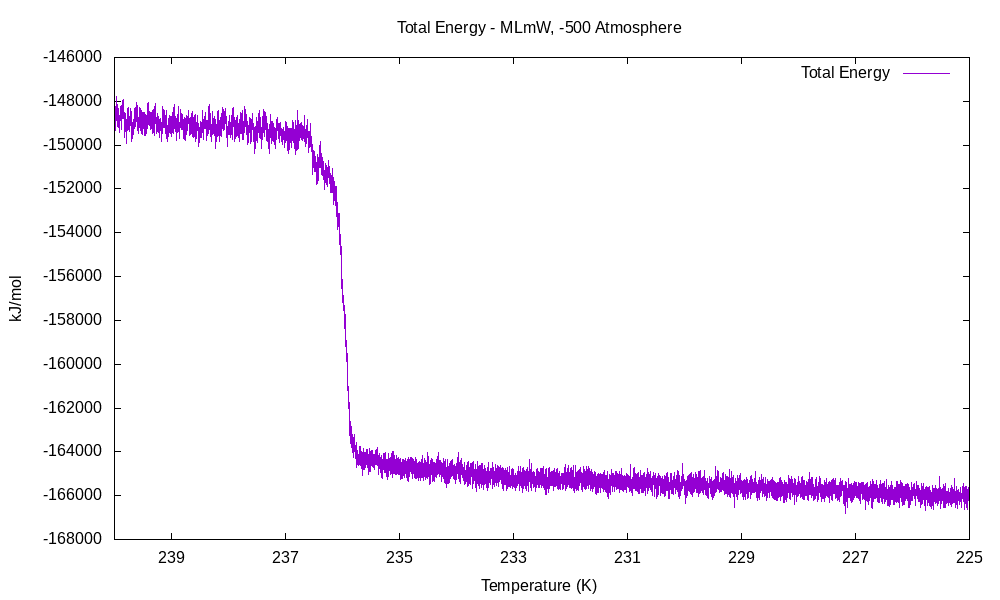 Total Energy - MLmW, -500 Atmosphere
Total Energy
-146000
-148000
-150000
-152000
-154000
-156000
-158000
-160000
-162000
-164000
-166000
-168000
kJ/mol
239 237 235 233 231 229 227 225
Temperature (K)